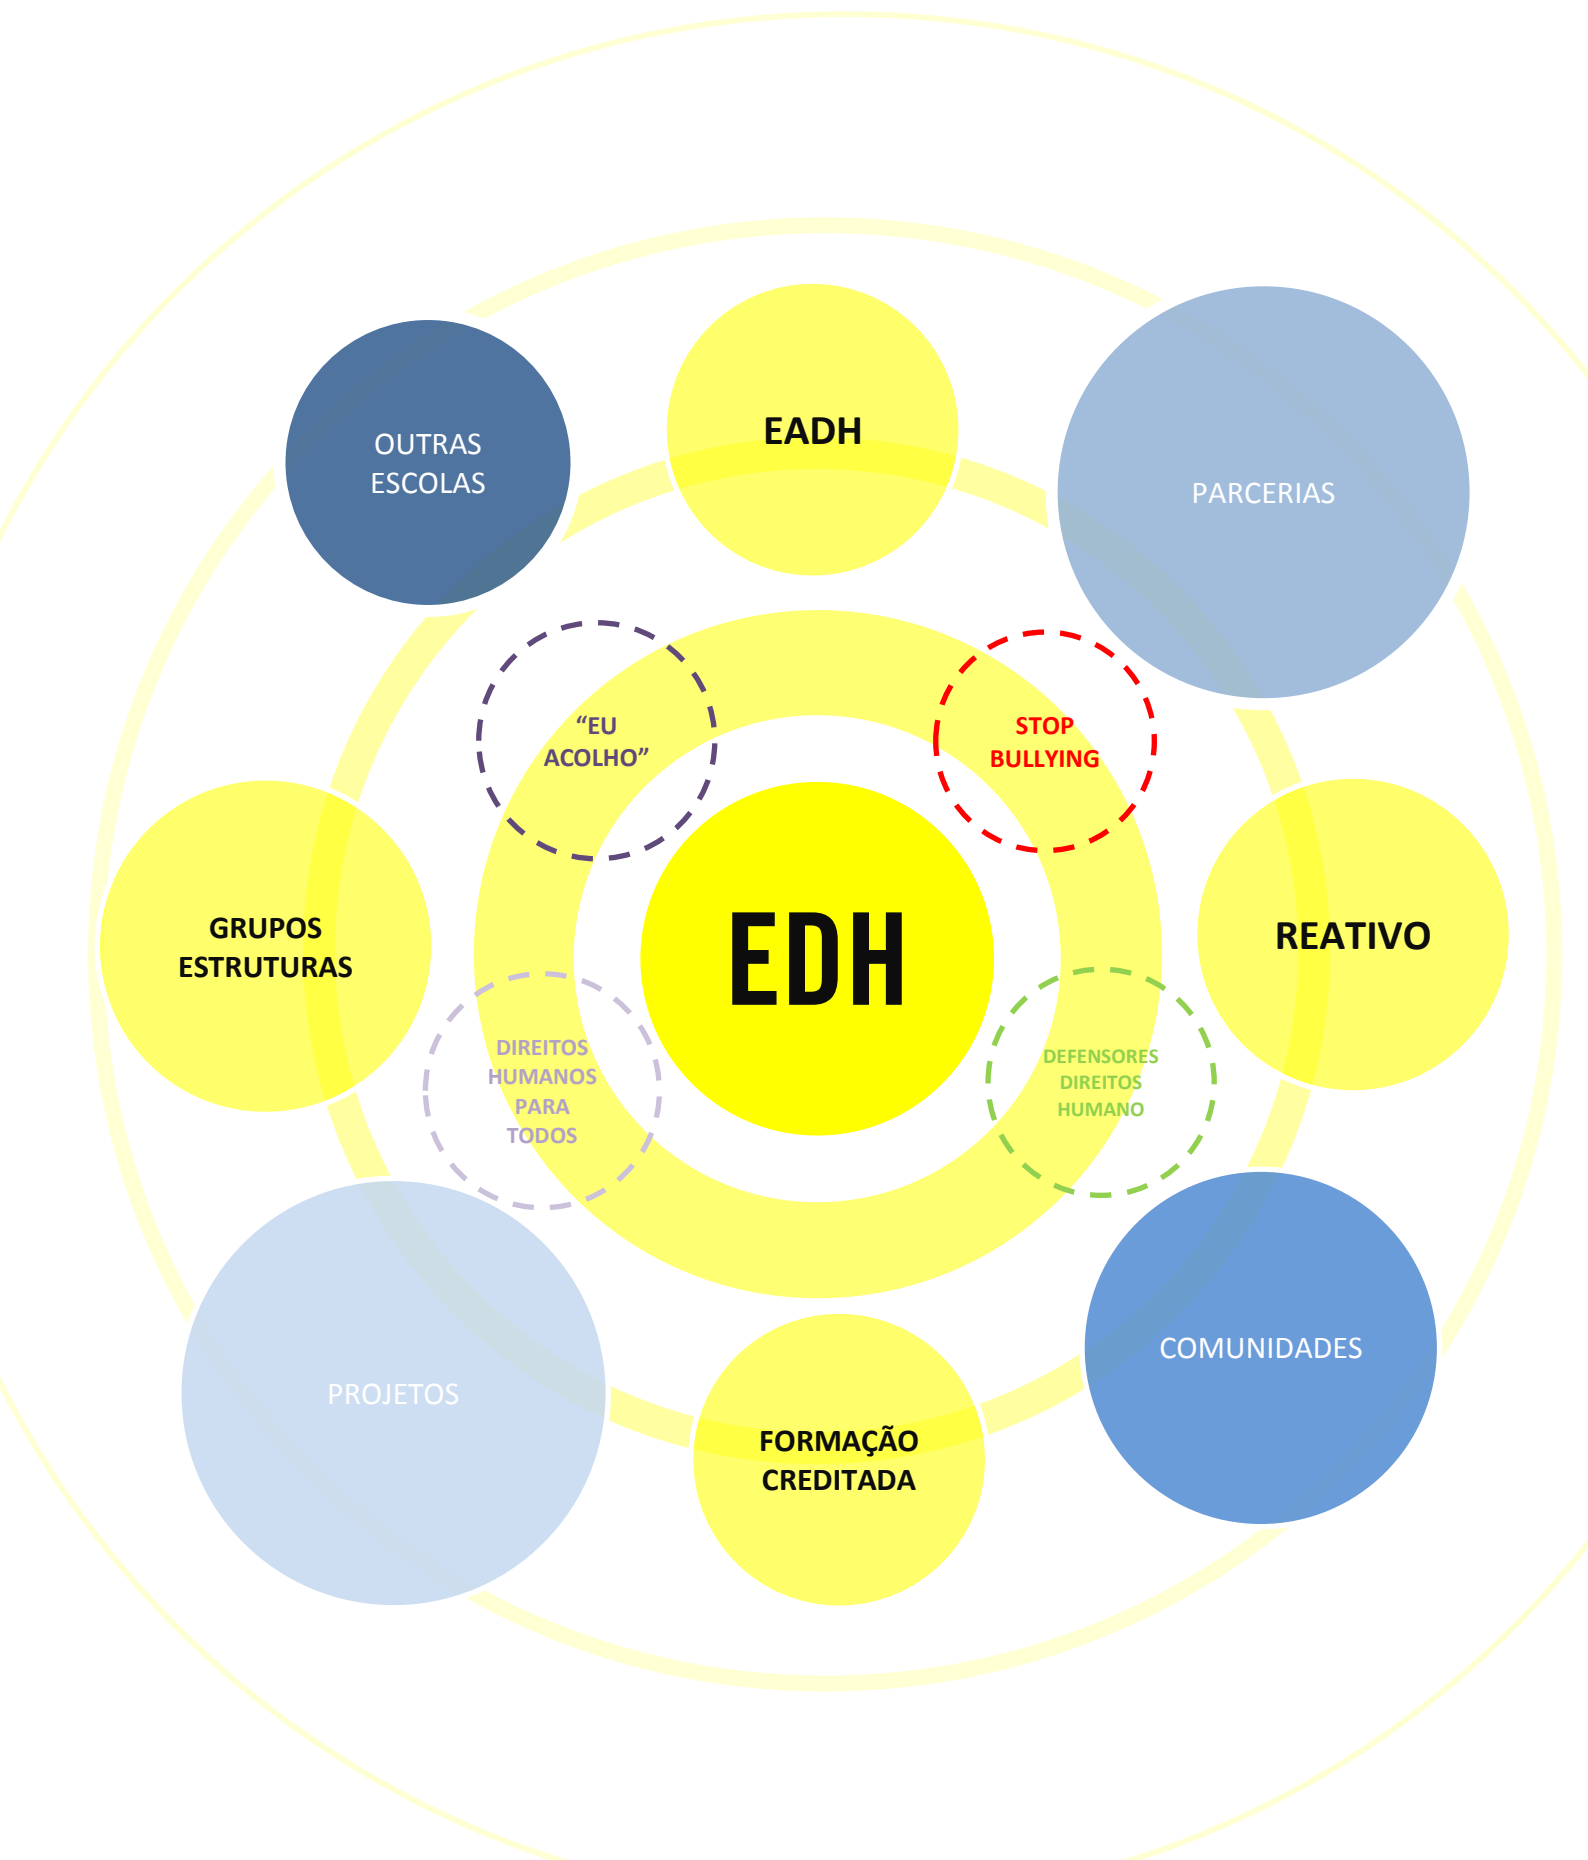 EADH
OUTRAS
ESCOLAS
PARCERIAS
“EU
ACOLHO”
STOP
BULLYING
GRUPOS
ESTRUTURAS
EDH
REATIVO
DIREITOS
HUMANOS
PARA
TODOS
DEFENSORES
DIREITOS
HUMANO
PROJETOS
COMUNIDADES
FORMAÇÃO
CREDITADA